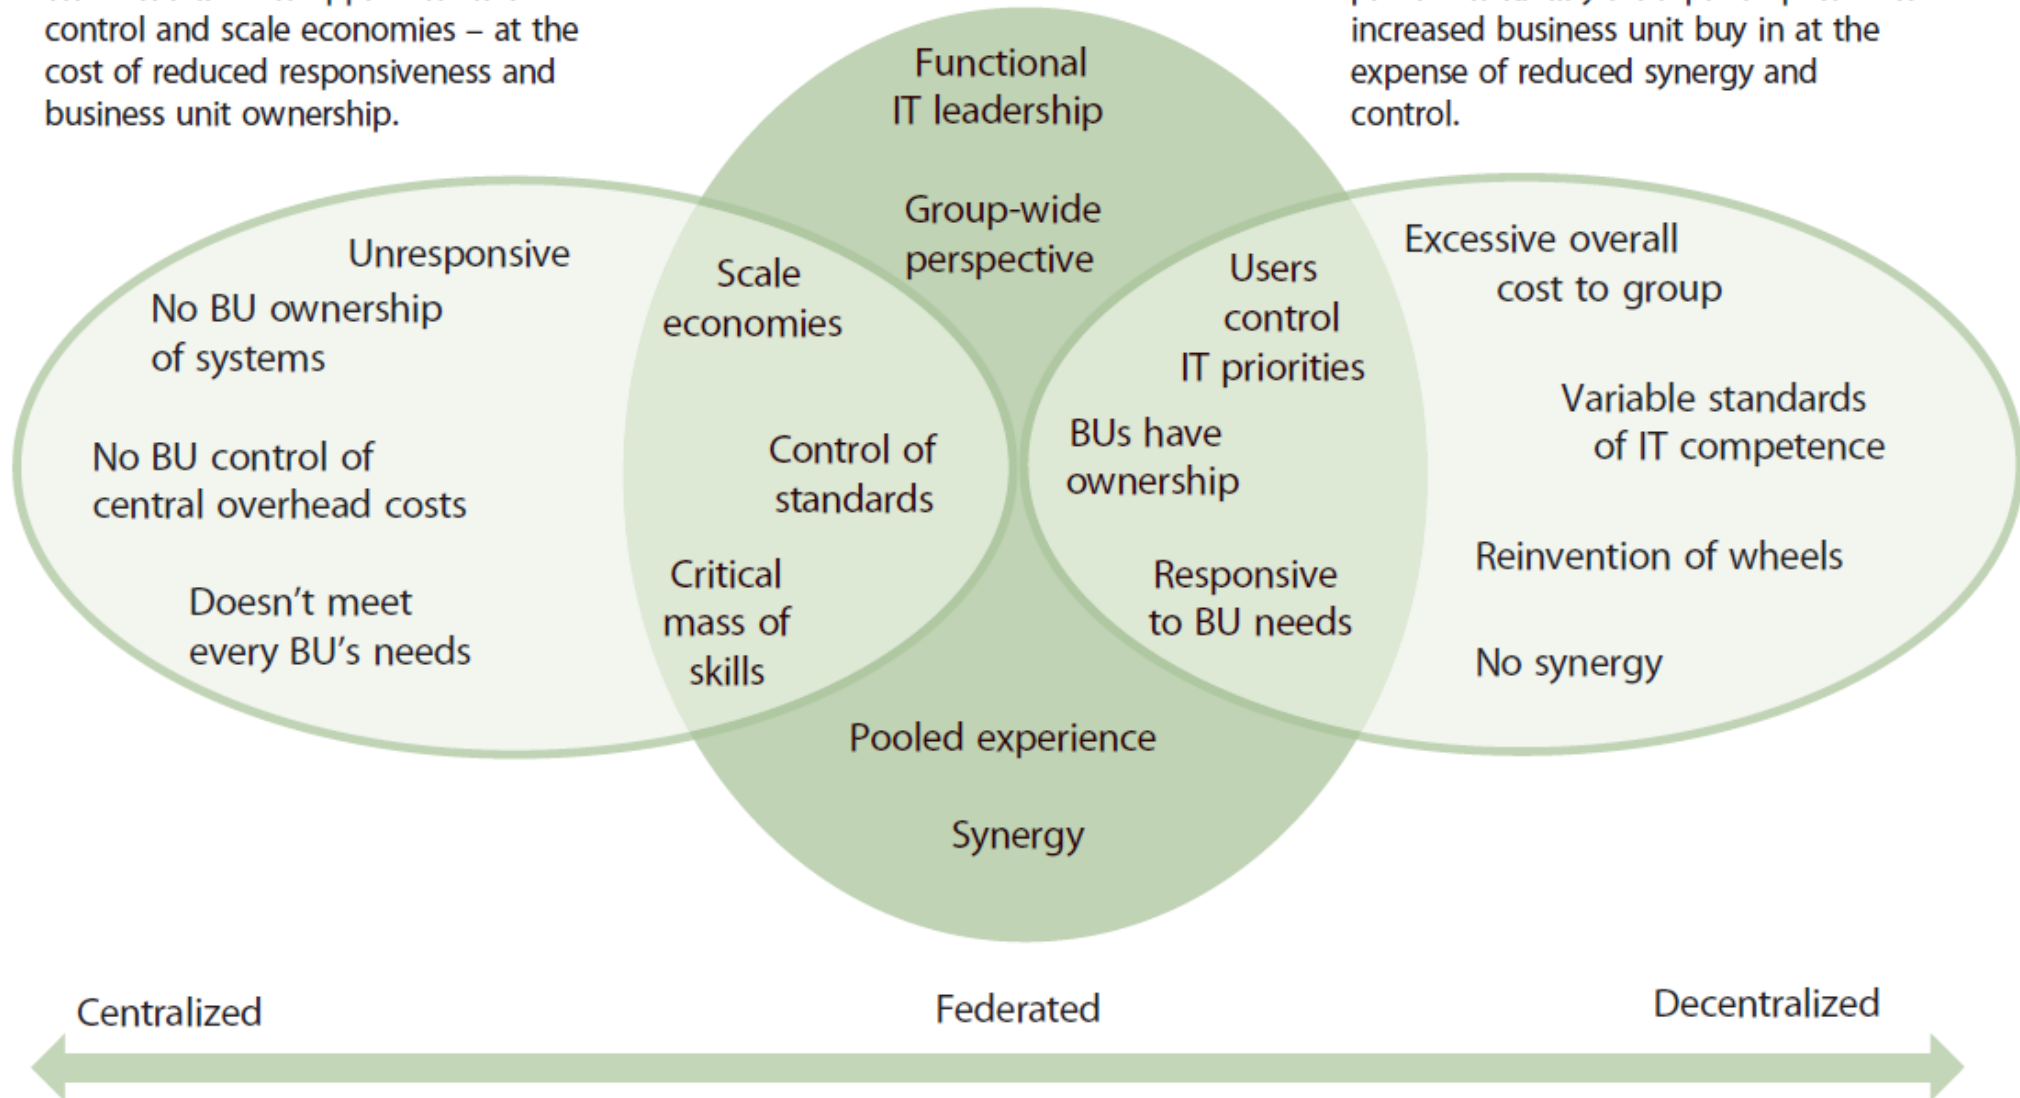 control and scale economies – at the
cost of reduced responsiveness and
business unit ownership.
increased business unit buy in at the
expense of reduced synergy and
control.
Functional
IT leadership
Group-wide
perspective
Unresponsive
No BU ownership
of systems
No BU control of
central overhead costs
Doesn’t meet
every BU’s needs
Scale
economies
Control of
standards
Critical
mass of
skills
Users
control
IT priorities
BUs have
ownership
Responsive
to BU needs
Excessive overall
cost to group
Variable standards
of IT competence
Reinvention of wheels
No synergy
Pooled experience
Synergy
Centralized
Federated
Decentralized